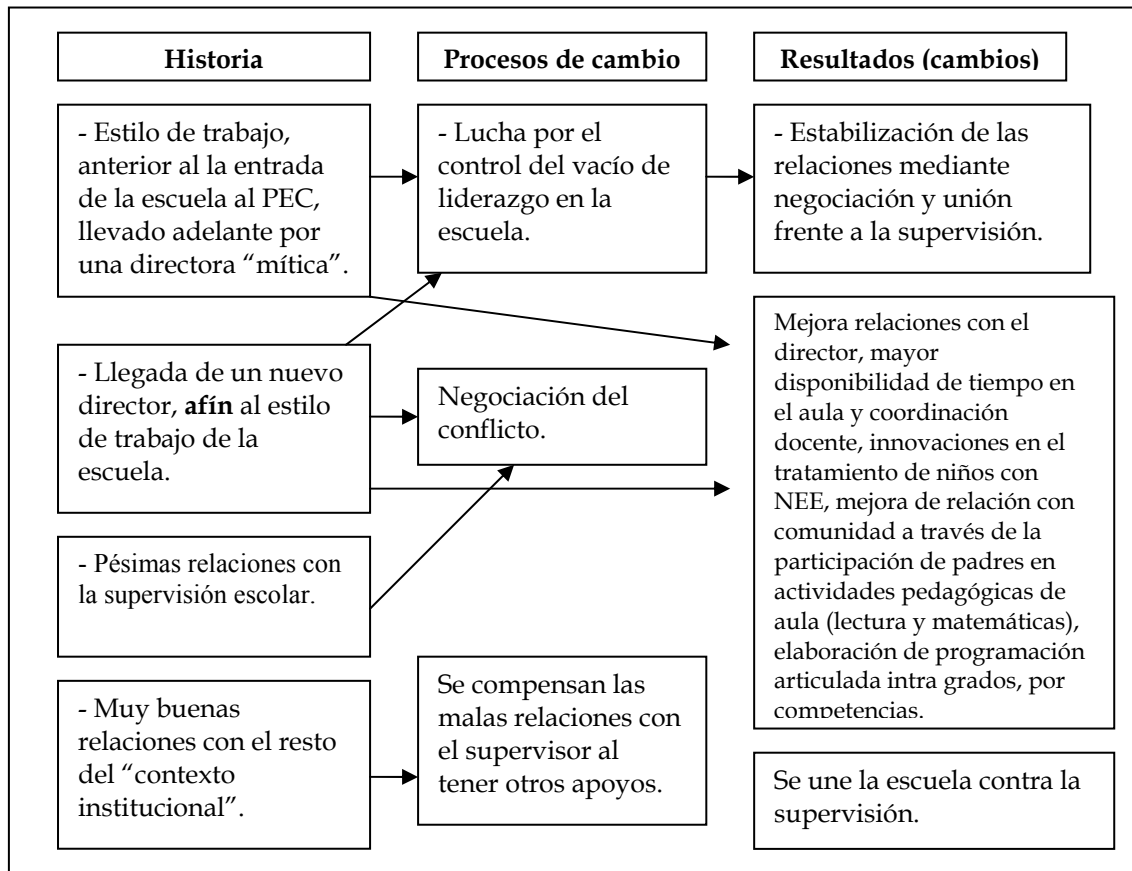 Historia
Procesos de cambio
Resultados (cambios)
- Estilo de trabajo,
anterior al la entrada
de la escuela al PEC,
llevado adelante por
una directora “mítica”.
- Lucha por el
control del vacío de
liderazgo en la
escuela.
- Estabilización de las
relaciones mediante
negociación y unión
frente a la supervisión.
- Llegada de un nuevo
director, afín al estilo
de trabajo de la
escuela.
Negociación del
conflicto.
Mejora relaciones con el
director, mayor
disponibilidad de tiempo en
el aula y coordinación
docente, innovaciones en el
tratamiento de niños con
NEE, mejora de relación con
comunidad a través de la
participación de padres en
actividades pedagógicas de
aula (lectura y matemáticas),
elaboración de programación
articulada intra grados, por
competencias.
- Pésimas relaciones con
la supervisión escolar.
- Muy buenas
relaciones con el resto
del “contexto
institucional”.
Se compensan las
malas relaciones con
el supervisor al
tener otros apoyos.
Se une la escuela contra la
supervisión.